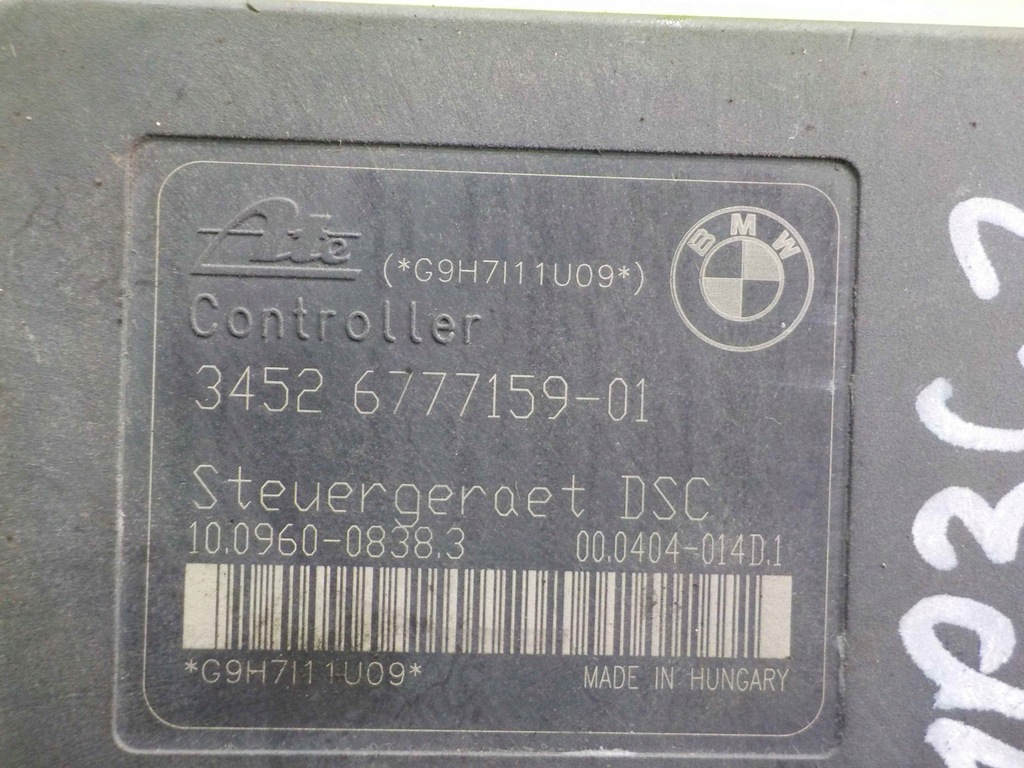 Ate
(*G9H7I11U09*)
BMW
Controller
3452 6777159-01
Steuergeraet DSC
10.0960-0838.3 00.0404-014D.1
*G9H7I11U09*
MADE IN HUNGARY